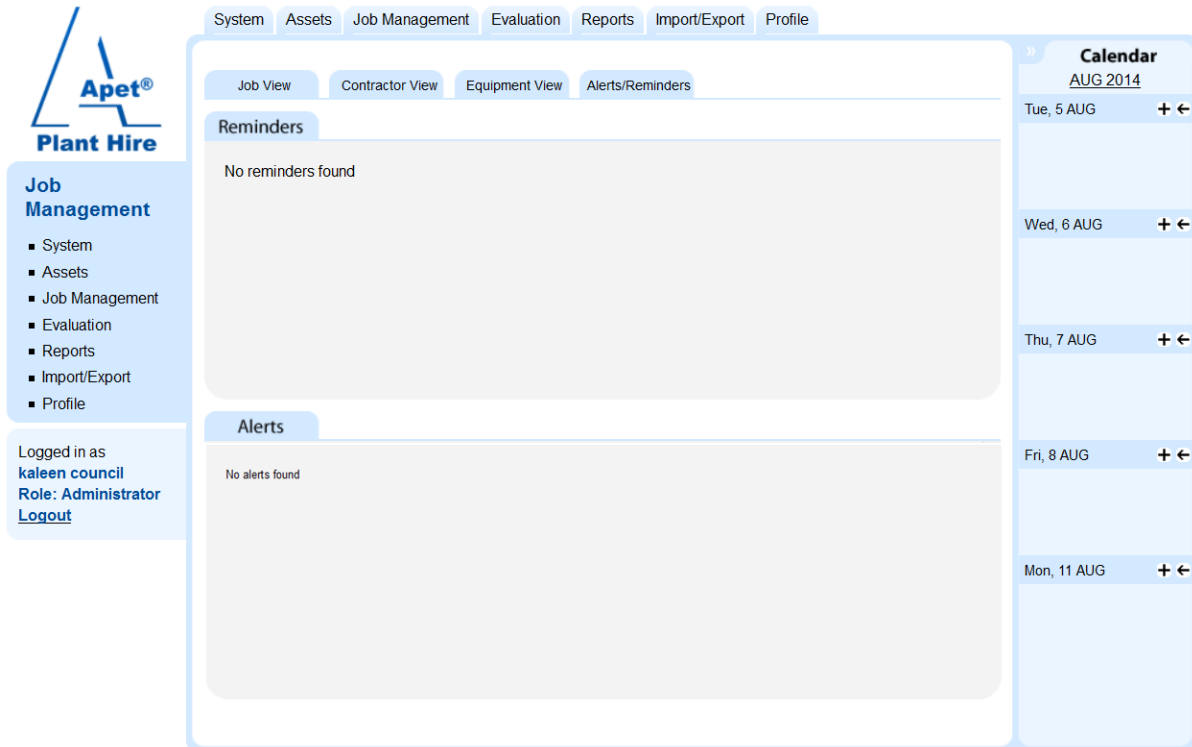 Apet®
Plant Hire
System Assets Job Management Evaluation Reports Import/Export Profile
Job View Contractor View Equipment View Alerts/Reminders
Reminders
No reminders found
Alerts
No alerts found
Job
Management
System
Assets
Job Management
Evaluation
Reports
Import/Export
Profile
Logged in as
kaleen council
Role: Administrator
Logout
»
Calendar
AUG 2014
Tue, 5 AUG + ←
Wed, 6 AUG + ←
Thu, 7 AUG + ←
Fri, 8 AUG + ←
Mon, 11 AUG + ←